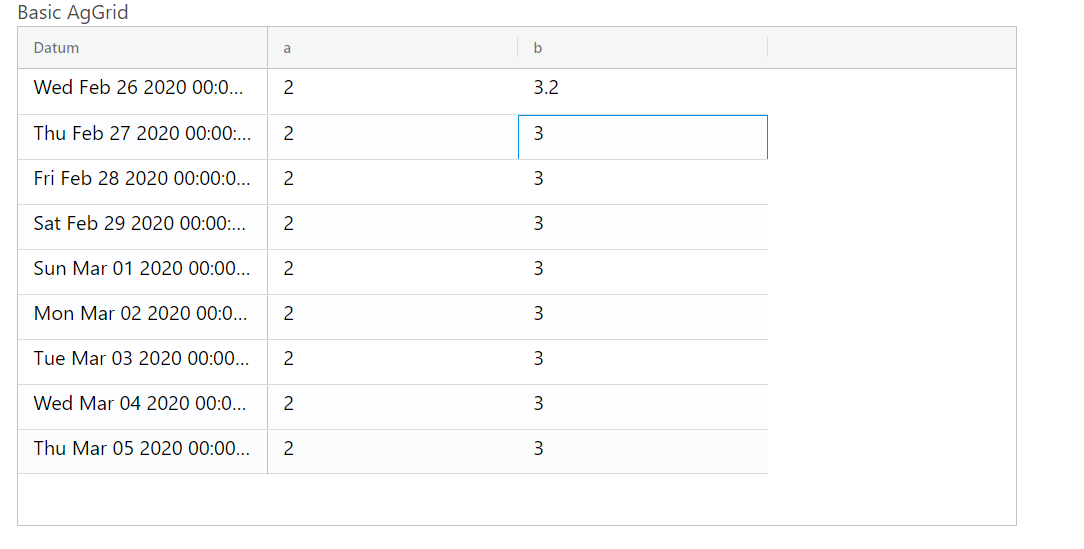 Basic AgGrid
Datum a b
Wed Feb 26 2020 00:0... 2 3.2
Thu Feb 27 2020 00:00:... 2 3
Fri Feb 28 2020 00:00:0... 2 3
Sat Feb 29 2020 00:00:... 2 3
Sun Mar 01 2020 00:00... 2 3
Mon Mar 02 2020 00:0... 2 3
Tue Mar 03 2020 00:00... 2 3
Wed Mar 04 2020 00:0... 2 3
Thu Mar 05 2020 00:00... 2 3